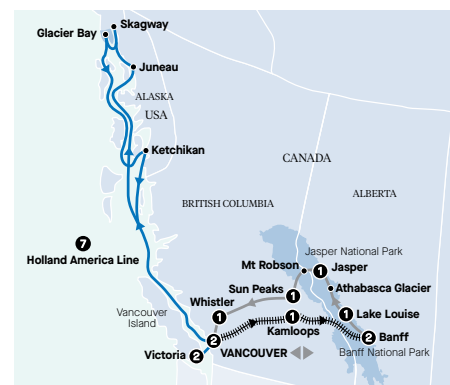 Skagway
Glacier Bay
Juneau
ALASKA
USA
Ketchikan
CANADA
BRITISH COLUMBIA
ALBERTA
7
Holland America Line
Jasper National Park
Mt Robson
1
Jasper
Athabasca Glacier
Sun Peaks
1
Whistler
1
1
Lake Louise
1
Kamloops
Vancouver
Island
2
Banff
2
VANCOUVER
Banff National Park
Victoria
2